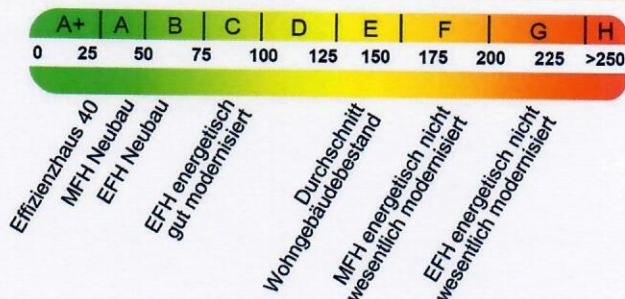 A+ A B C D E F G H
0 25 50 75 100 125 150 175 200 225 >250
Effizienzhaus 40
MFH Neubau
EFH Neubau
EFH energetisch
gut modernisiert
Durchschnitt
Wohngebäudebestand
MFH energetisch nicht
wesentlich modernisiert
EFH energetisch nicht
wesentlich modernisiert